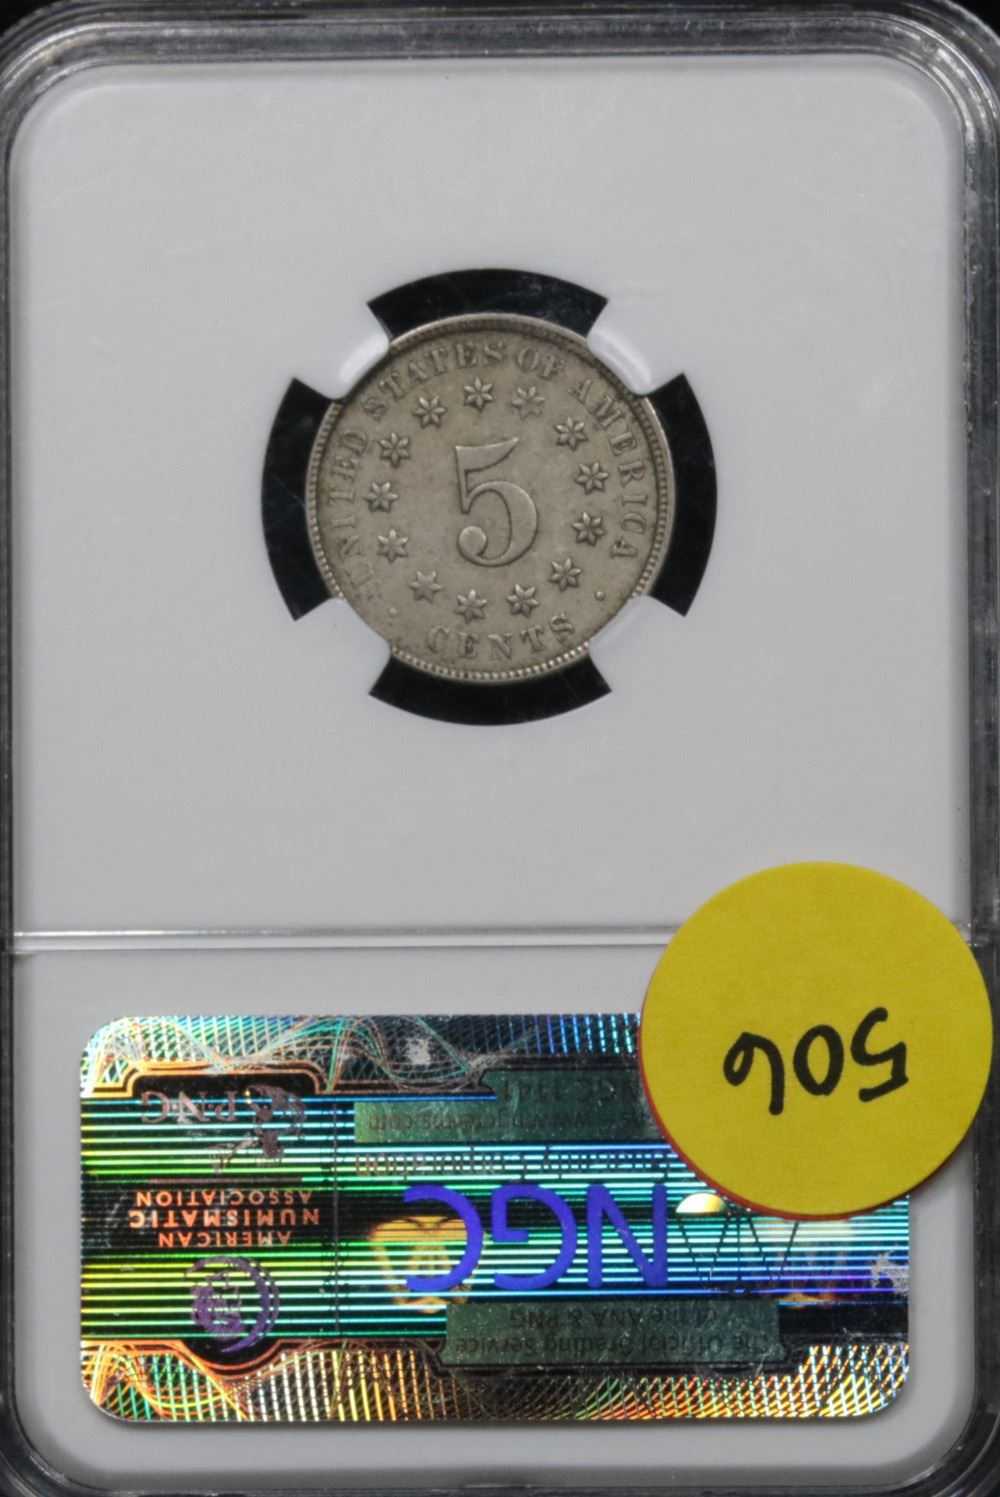 UNITED STATES OF AMERICA
5
CENTS
506
The Official Grading Service
of the ANA & PNG
NGC
AMERICAN
NUMISMATIC
ASSOCIATION
PNG
Corporation